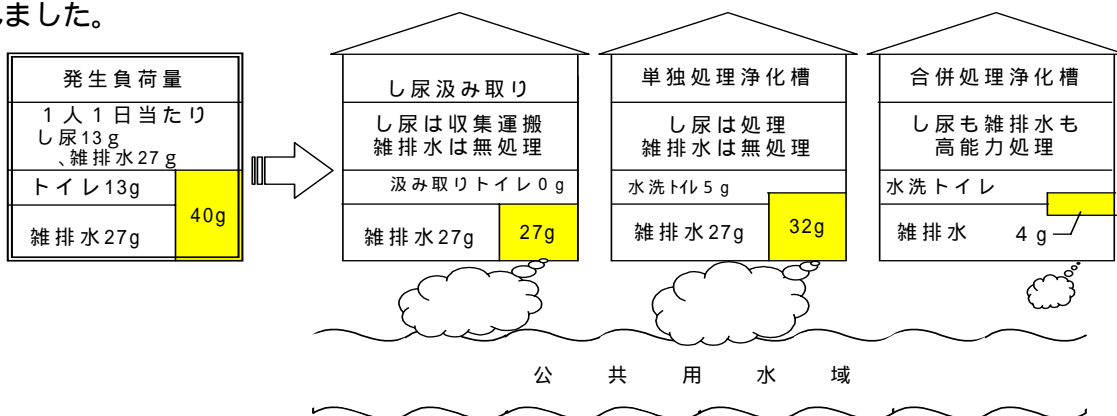 ました。
発生負荷量
1人1日当たり
し尿13g
、雑排水27g
トイレ13g
40g
雑排水27g
し尿汲み取り
し尿は収集運搬
雑排水は無処理
汲み取りトイレ0g
雑排水27g
27g
単独処理浄化槽
し尿は処理
雑排水は無処理
水洗トイレ5g
雑排水27g
32g
合併処理浄化槽
し尿も雑排水も
高能力処理
水洗トイレ
雑排水 4g
公共用水域